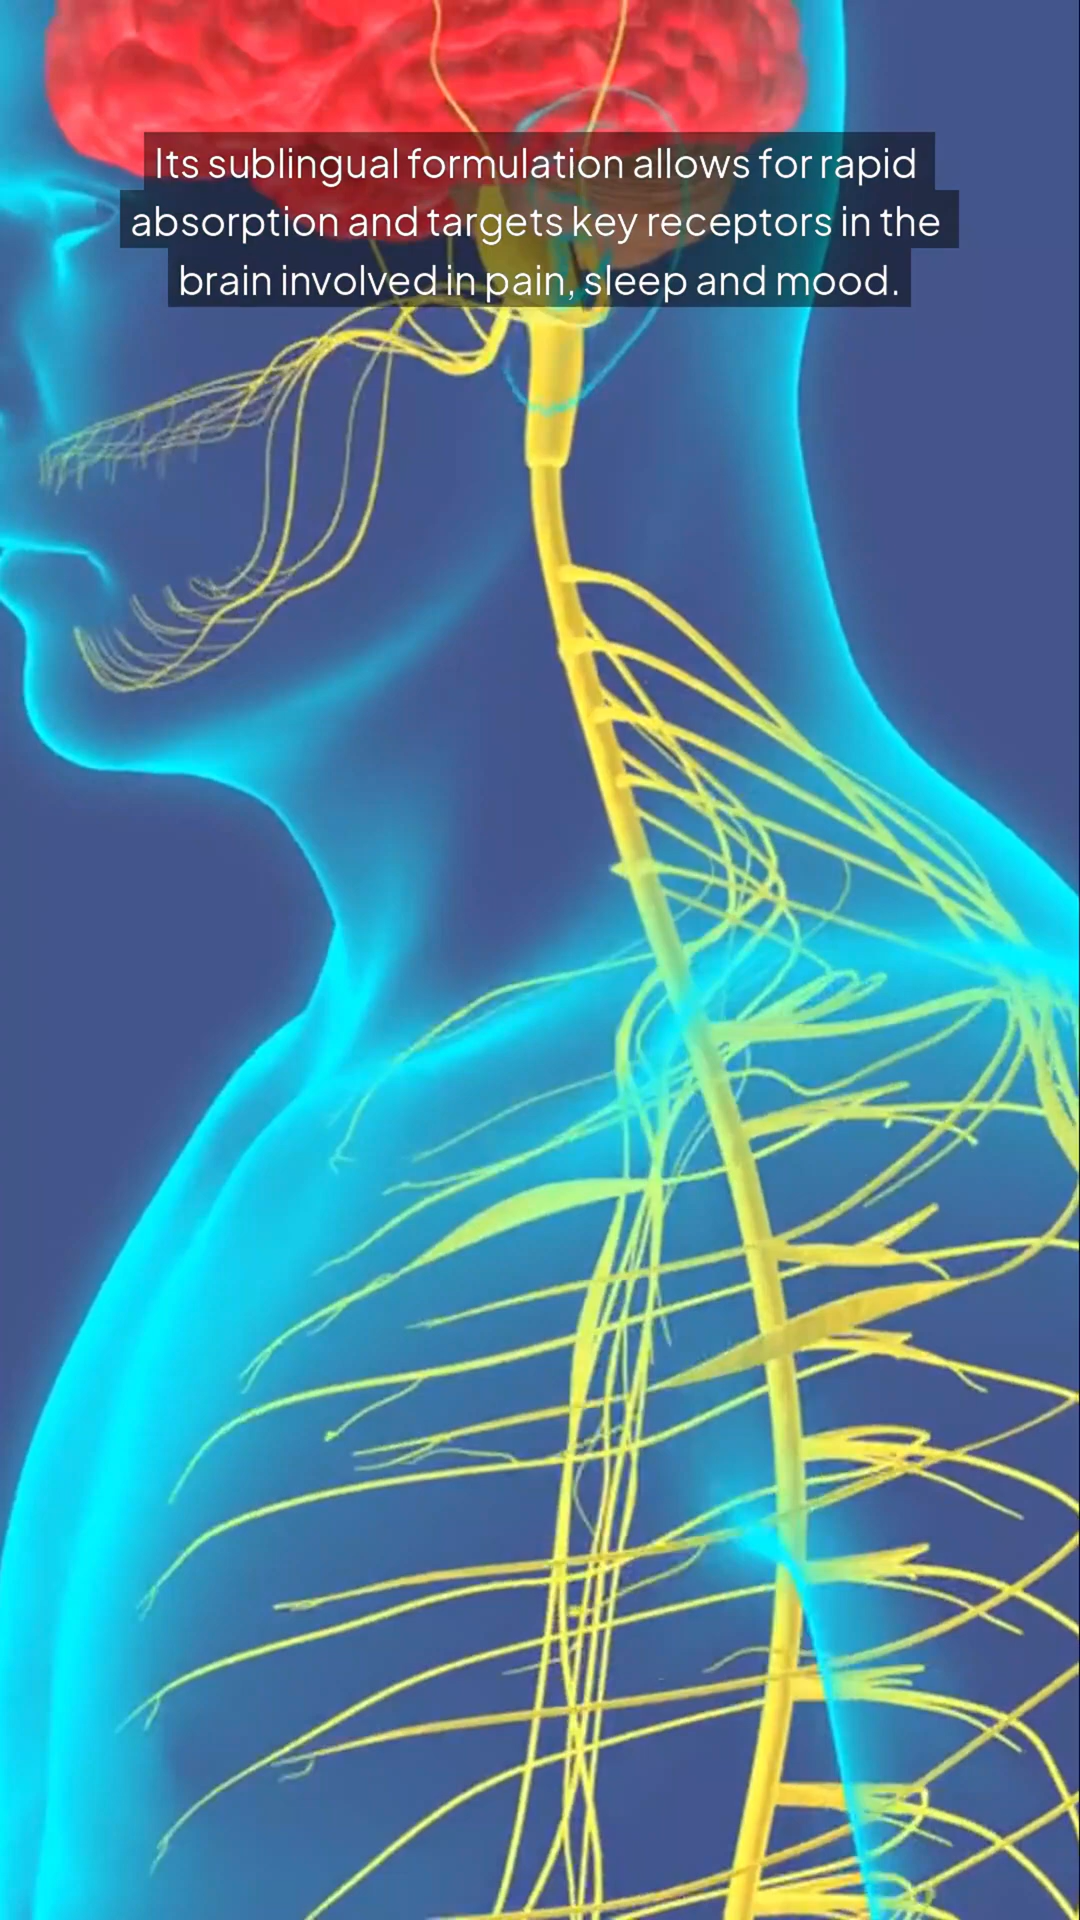 Its sublingual formulation allows for rapid
absorption and targets key receptors in the
brain involved in pain, sleep and mood.